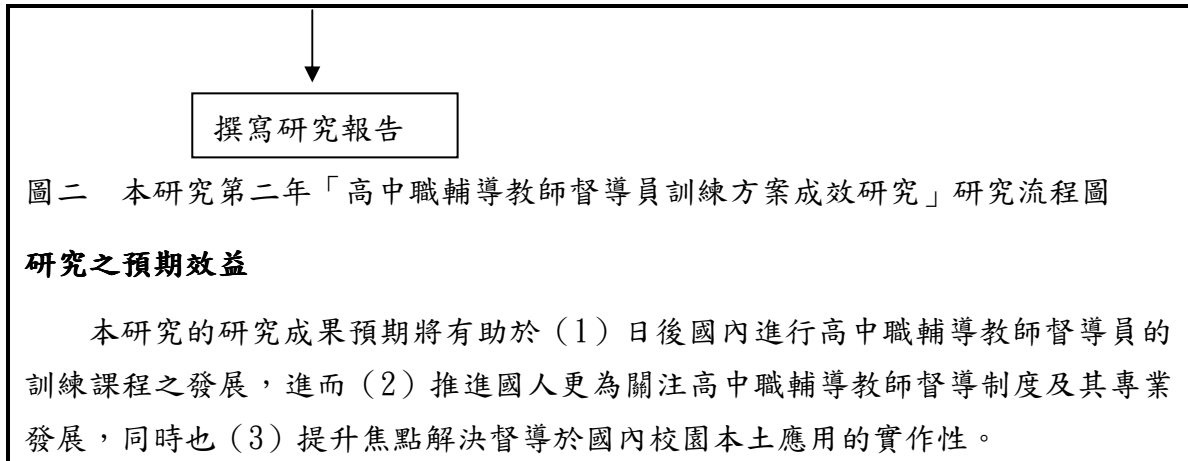 撰寫研究報告
圖二　本研究第二年「高中職輔導教師督導員訓練方案成效研究」研究流程圖
研究之預期效益
本研究的研究成果預期將有助於（1）日後國內進行高中職輔導教師督導員的
訓練課程之發展，進而（2）推進國人更為關注高中職輔導教師督導制度及其專業
發展，同時也（3）提升焦點解決督導於國內校園本土應用的實作性。